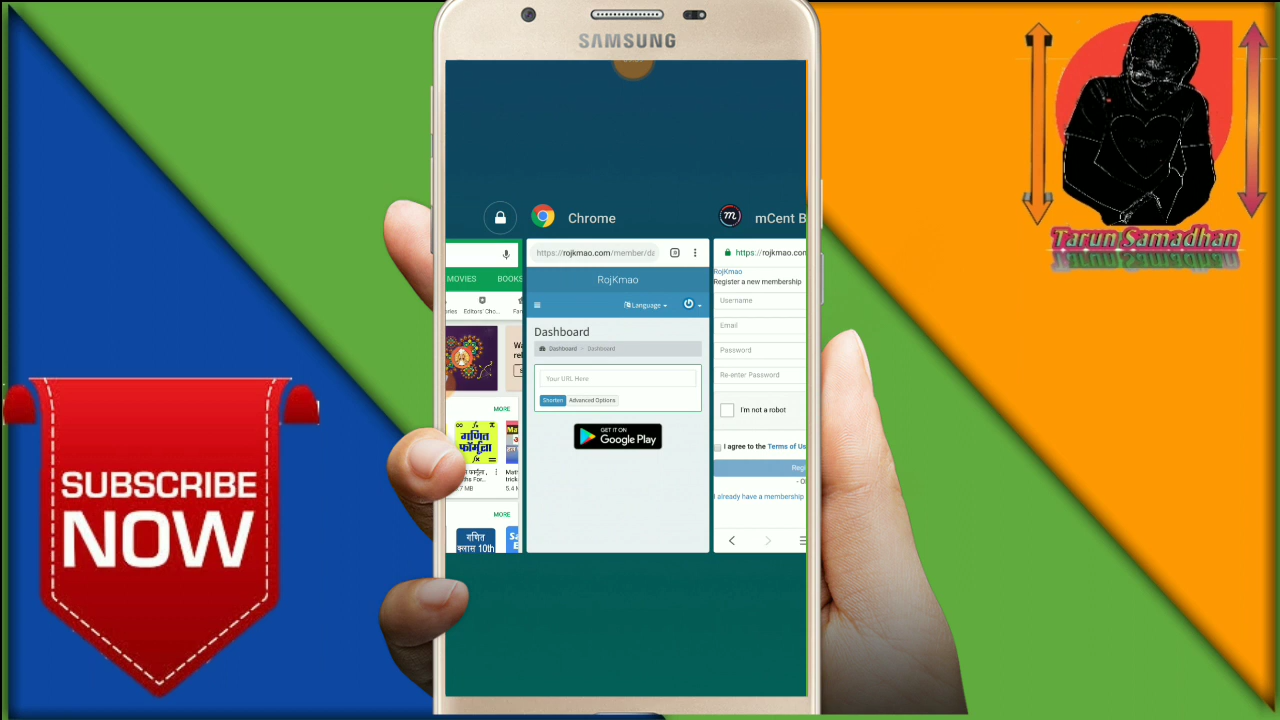 SAMSUNG
Chrome
mCent B
MOVIES
BOOKS
https://rojkmao.com/member/da
https://rojkmao.com
RojKmao
RojKmao
Register a new membership
Language
Username
Editors' Cho...
Email
Dashboard
Dashboard
Dashboard
Password
Re-enter Password
Your URL Here
Shorten
Advanced Options
I'm not a robot
MORE
GET IT ON
Google Play
गणित
फॉर्मूला
I agree to the Terms of Us
Regi
I already have a membership
MORE
गणित
क्लास 10th
SUBSCRIBE
NOW
Tarun Samadhan